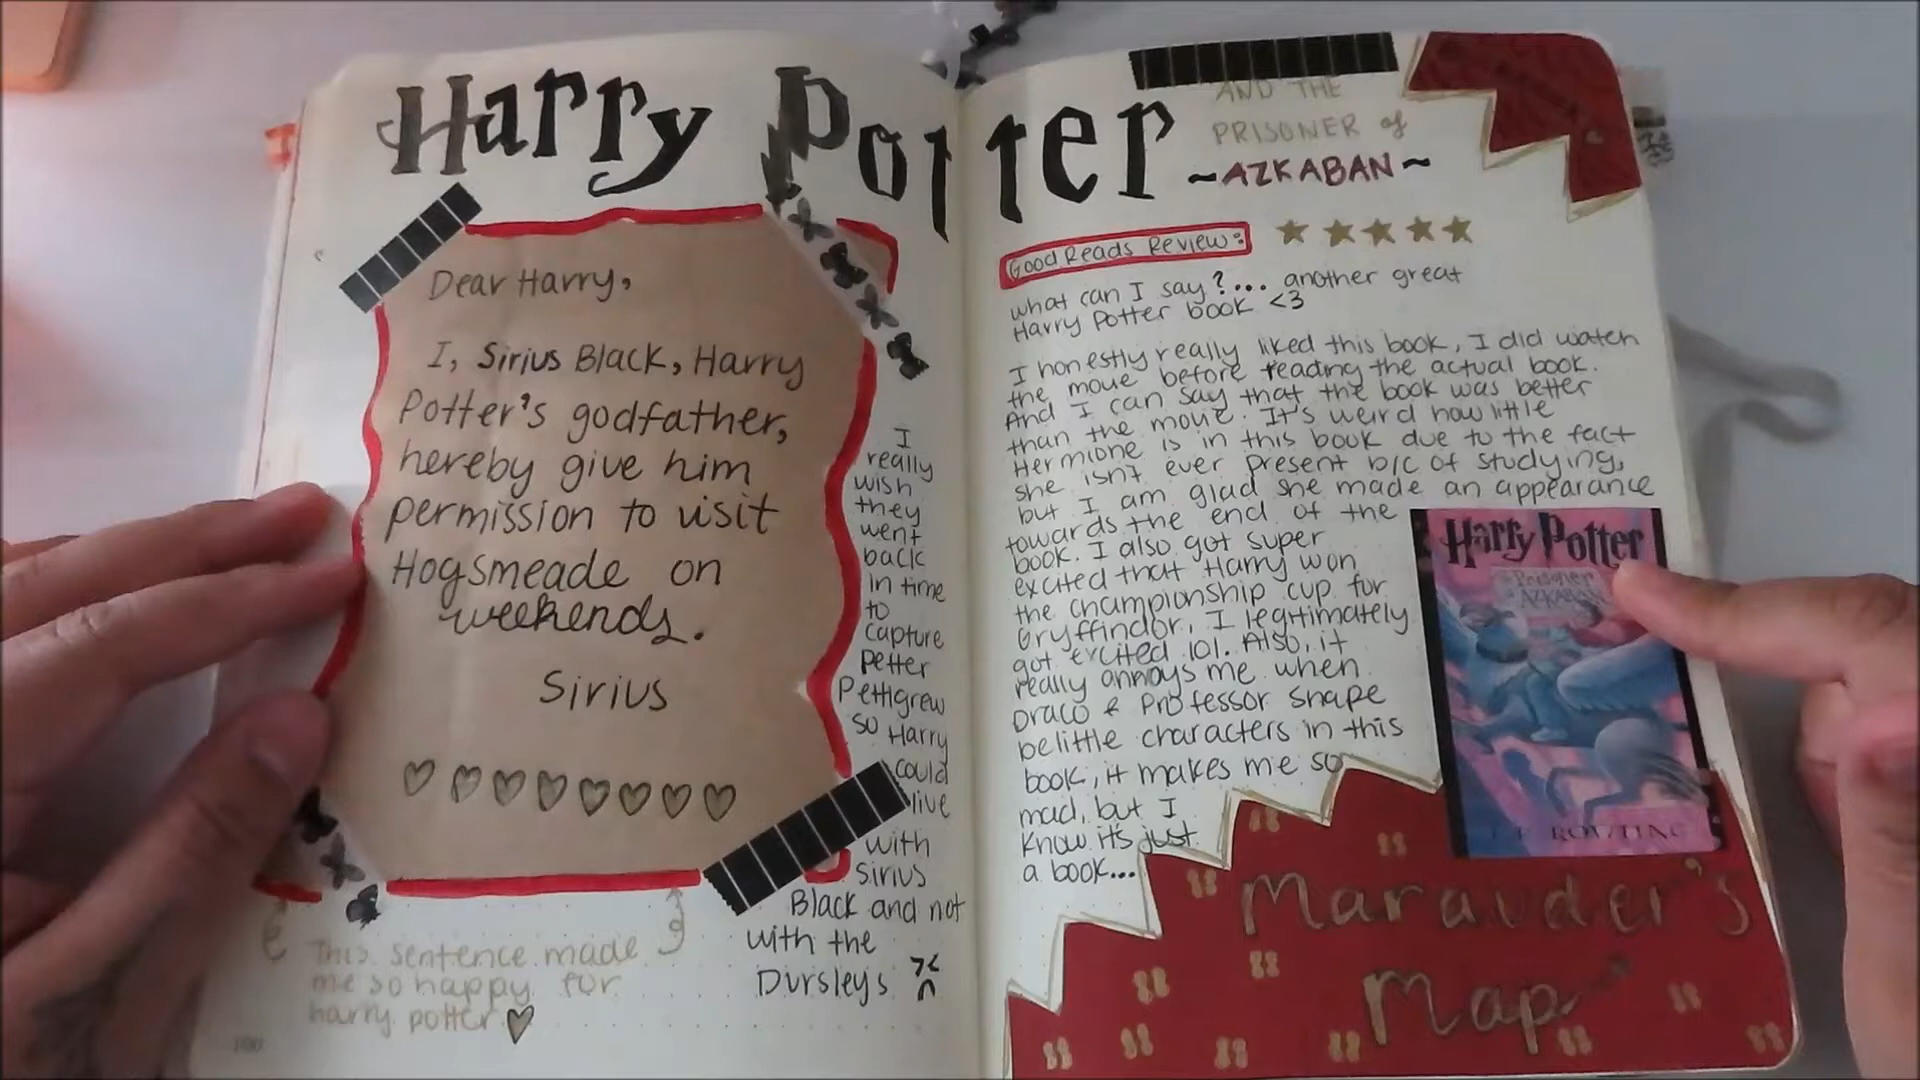 Harry Potter
AND THE
PRISONER of
~AZKABAN~
Dear Harry,
I, Sirius Black, Harry
Potter's godfather,
hereby give him
permission to visit
Hogsmeade on
weekends.
Sirius
This sentence made
me so happy for
harry potter
100
I
really
wish
they
went
back
in time
to
capture
Petter
Pettigrew
so Harry
could
live
with
Sirius
Black and not
with the
Dursleys
Good Reads Review:
what can I say?... another great
Harry Potter book <3
I honestly really liked this book, I did watch
the movie before reading the actual book.
And I can say that the book was better
than the movie. It's weird how little
Hermione is in this book due to the fact
she isn't ever present b/c of studying,
but I am glad she made an appearance
towards the end of the
book. I also got super
excited that Harry won
the championship cup for
Gryffindor, I legitimately
got excited lol. Also, it
really annoys me when
Draco & Professor Snape
belittle characters in this
book, it makes me so
mad, but I
know it's just
a book...
Harry Potter
Prisoner
AZKABAN
J. K. ROWLING
Marauder's
Map